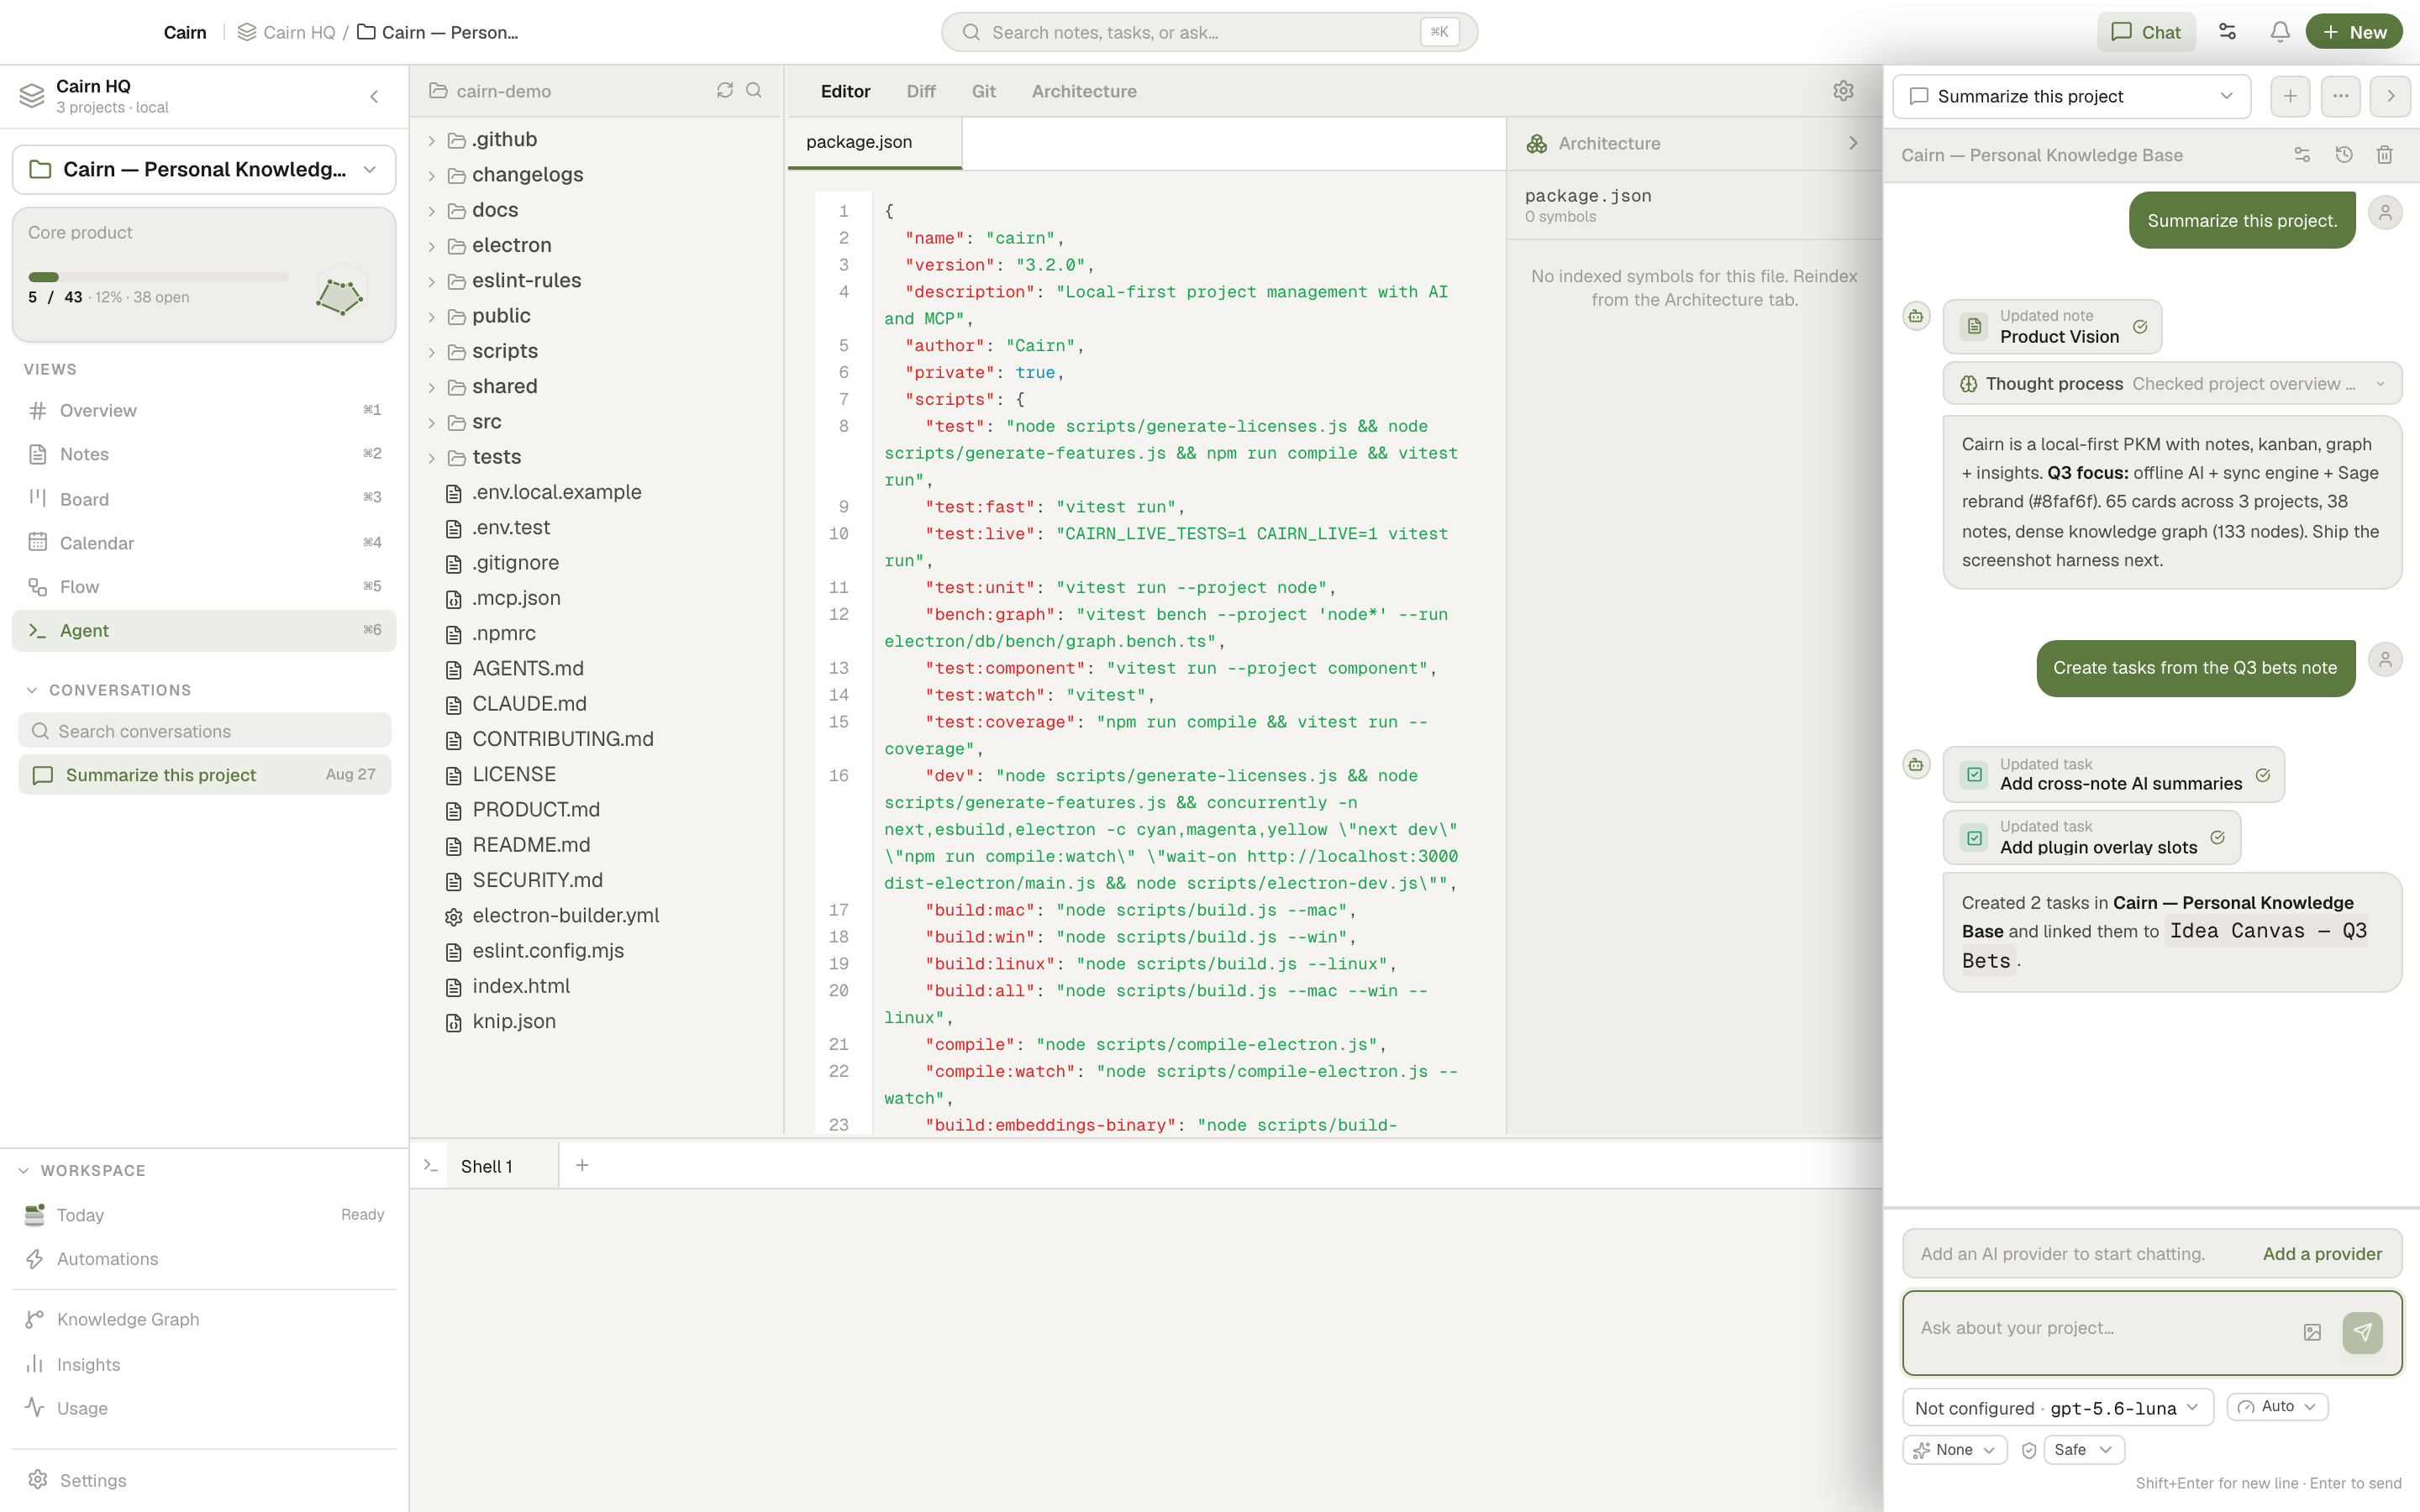 Cairn
Cairn HQ / Cairn — Person...
Search notes, tasks, or ask... ⌘K
Chat
New
Cairn HQ
3 projects · local
Cairn — Personal Knowledg...
Core product
5 / 43 · 12% · 38 open
VIEWS
Overview ⌘1
Notes ⌘2
Board ⌘3
Calendar ⌘4
Flow ⌘5
Agent ⌘6
CONVERSATIONS
Search conversations
Summarize this project Aug 27
WORKSPACE
Today Ready
Automations
Knowledge Graph
Insights
Usage
Settings
cairn-demo
.github
changelogs
docs
electron
eslint-rules
public
scripts
shared
src
tests
.env.local.example
.env.test
.gitignore
.mcp.json
.npmrc
AGENTS.md
CLAUDE.md
CONTRIBUTING.md
LICENSE
PRODUCT.md
README.md
SECURITY.md
electron-builder.yml
eslint.config.mjs
index.html
knip.json
Editor Diff Git Architecture
package.json
1 {
2 "name": "cairn",
3 "version": "3.2.0",
4 "description": "Local-first project management with AI
and MCP",
5 "author": "Cairn",
6 "private": true,
7 "scripts": {
8 "test": "node scripts/generate-licenses.js && node
scripts/generate-features.js && npm run compile && vitest
run",
9 "test:fast": "vitest run",
10 "test:live": "CAIRN_LIVE_TESTS=1 CAIRN_LIVE=1 vitest
run",
11 "test:unit": "vitest run --project node",
12 "bench:graph": "vitest bench --project 'node*' --run
electron/db/bench/graph.bench.ts",
13 "test:component": "vitest run --project component",
14 "test:watch": "vitest",
15 "test:coverage": "npm run compile && vitest run --
coverage",
16 "dev": "node scripts/generate-licenses.js && node
scripts/generate-features.js && concurrently -n
next,esbuild,electron -c cyan,magenta,yellow \"next dev\"
\"npm run compile:watch\" \"wait-on http://localhost:3000
dist-electron/main.js && node scripts/electron-dev.js\"",
17 "build:mac": "node scripts/build.js --mac",
18 "build:win": "node scripts/build.js --win",
19 "build:linux": "node scripts/build.js --linux",
20 "build:all": "node scripts/build.js --mac --win --
linux",
21 "compile": "node scripts/compile-electron.js",
22 "compile:watch": "node scripts/compile-electron.js --
watch",
23 "build:embeddings-binary": "node scripts/build-
Architecture
package.json
0 symbols
No indexed symbols for this file. Reindex
from the Architecture tab.
Shell 1
Summarize this project
Cairn — Personal Knowledge Base
Summarize this project.
Updated note
Product Vision
Thought process Checked project overview ...
Cairn is a local-first PKM with notes, kanban, graph
+ insights. Q3 focus: offline AI + sync engine + Sage
rebrand (#8faf6f). 65 cards across 3 projects, 38
notes, dense knowledge graph (133 nodes). Ship the
screenshot harness next.
Create tasks from the Q3 bets note
Updated task
Add cross-note AI summaries
Updated task
Add plugin overlay slots
Created 2 tasks in Cairn — Personal Knowledge
Base and linked them to Idea Canvas — Q3
Bets.
Add an AI provider to start chatting. Add a provider
Ask about your project...
Not configured · gpt-5.6-luna Auto
None Safe
Shift+Enter for new line · Enter to send